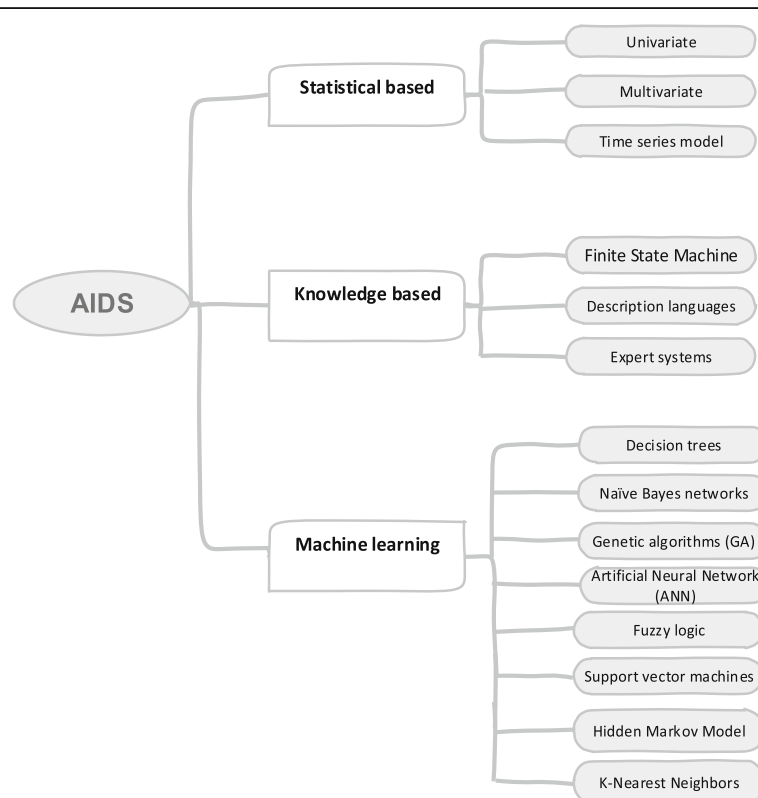 AIDS
Statistical based
Univariate
Multivariate
Time series model
Knowledge based
Finite State Machine
Description languages
Expert systems
Machine learning
Decision trees
Naïve Bayes networks
Genetic algorithms (GA)
Artificial Neural Network
(ANN)
Fuzzy logic
Support vector machines
Hidden Markov Model
K-Nearest Neighbors